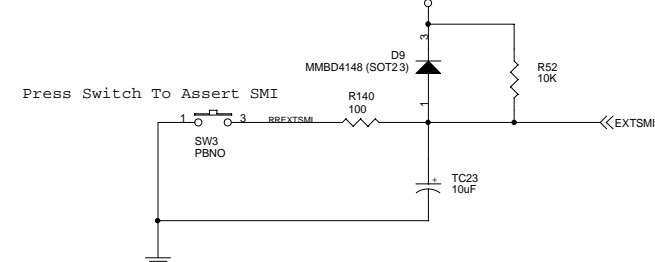 3
D9
MMBD4148 (SOT23)
R52
10K
Press Switch To Assert SMI
R140
100
1
1
3
RREXTSMI
EXTSMI
SW3
PBNO
+
TC23
10uF